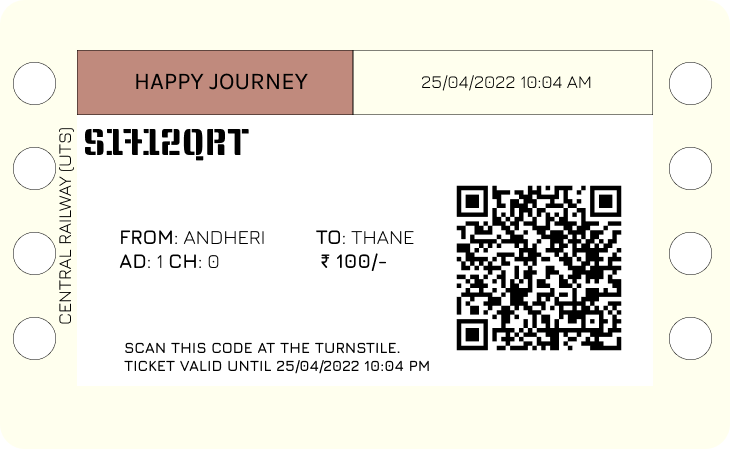 HAPPY JOURNEY
25/04/2022 10:04 AM
S1712QRT
CENTRAL RAILWAY (UTS)
FROM: ANDHERI
TO: THANE
AD: 1 CH: 0
₹ 100/-
SCAN THIS CODE AT THE TURNSTILE.
TICKET VALID UNTIL 25/04/2022 10:04 PM